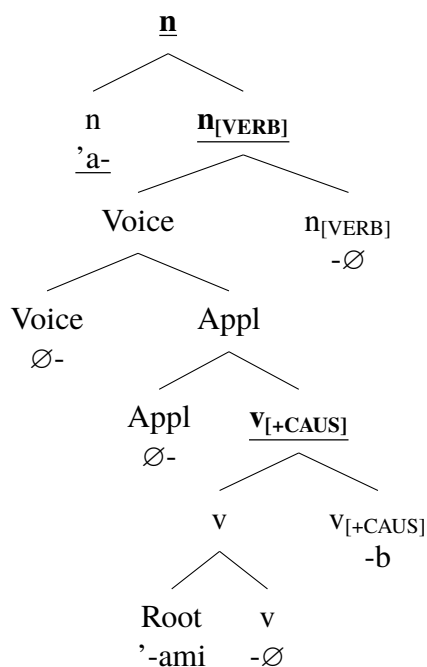 n
n n[VERB]
'a-
Voice n[VERB]
-∅
Voice Appl
∅-
Appl v[+CAUS]
∅-
v v[+CAUS]
-b
Root v
'-ami -∅